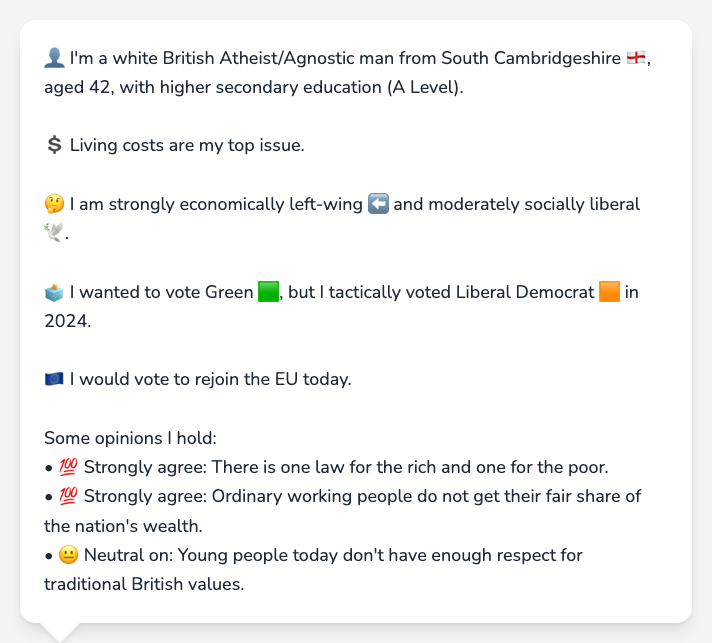 👤 I'm a white British Atheist/Agnostic man from South Cambridgeshire 🏴󠁧󠁢󠁥󠁮󠁧󠁿,
aged 42, with higher secondary education (A Level).
💲 Living costs are my top issue.
🤔 I am strongly economically left-wing ⬅️ and moderately socially liberal
🕊️.
🗳️ I wanted to vote Green 🟩, but I tactically voted Liberal Democrat 🟧 in
2024.
🇪🇺 I would vote to rejoin the EU today.
Some opinions I hold:
• 💯 Strongly agree: There is one law for the rich and one for the poor.
• 💯 Strongly agree: Ordinary working people do not get their fair share of
the nation's wealth.
• 😐 Neutral on: Young people today don't have enough respect for
traditional British values.